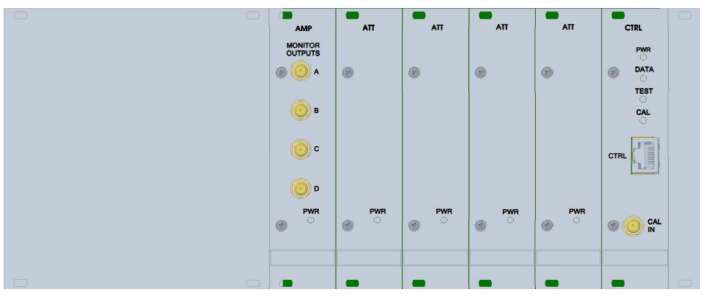 AMP
ATT
ATT
ATT
ATT
CTRL
MONITOR
OUTPUTS
A
B
C
D
PWR
PWR
PWR
PWR
PWR
PWR
DATA
TEST
CAL
CTRL
CAL
IN